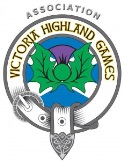 ASSOCIATION
VICTORIA HIGHLAND GAMES